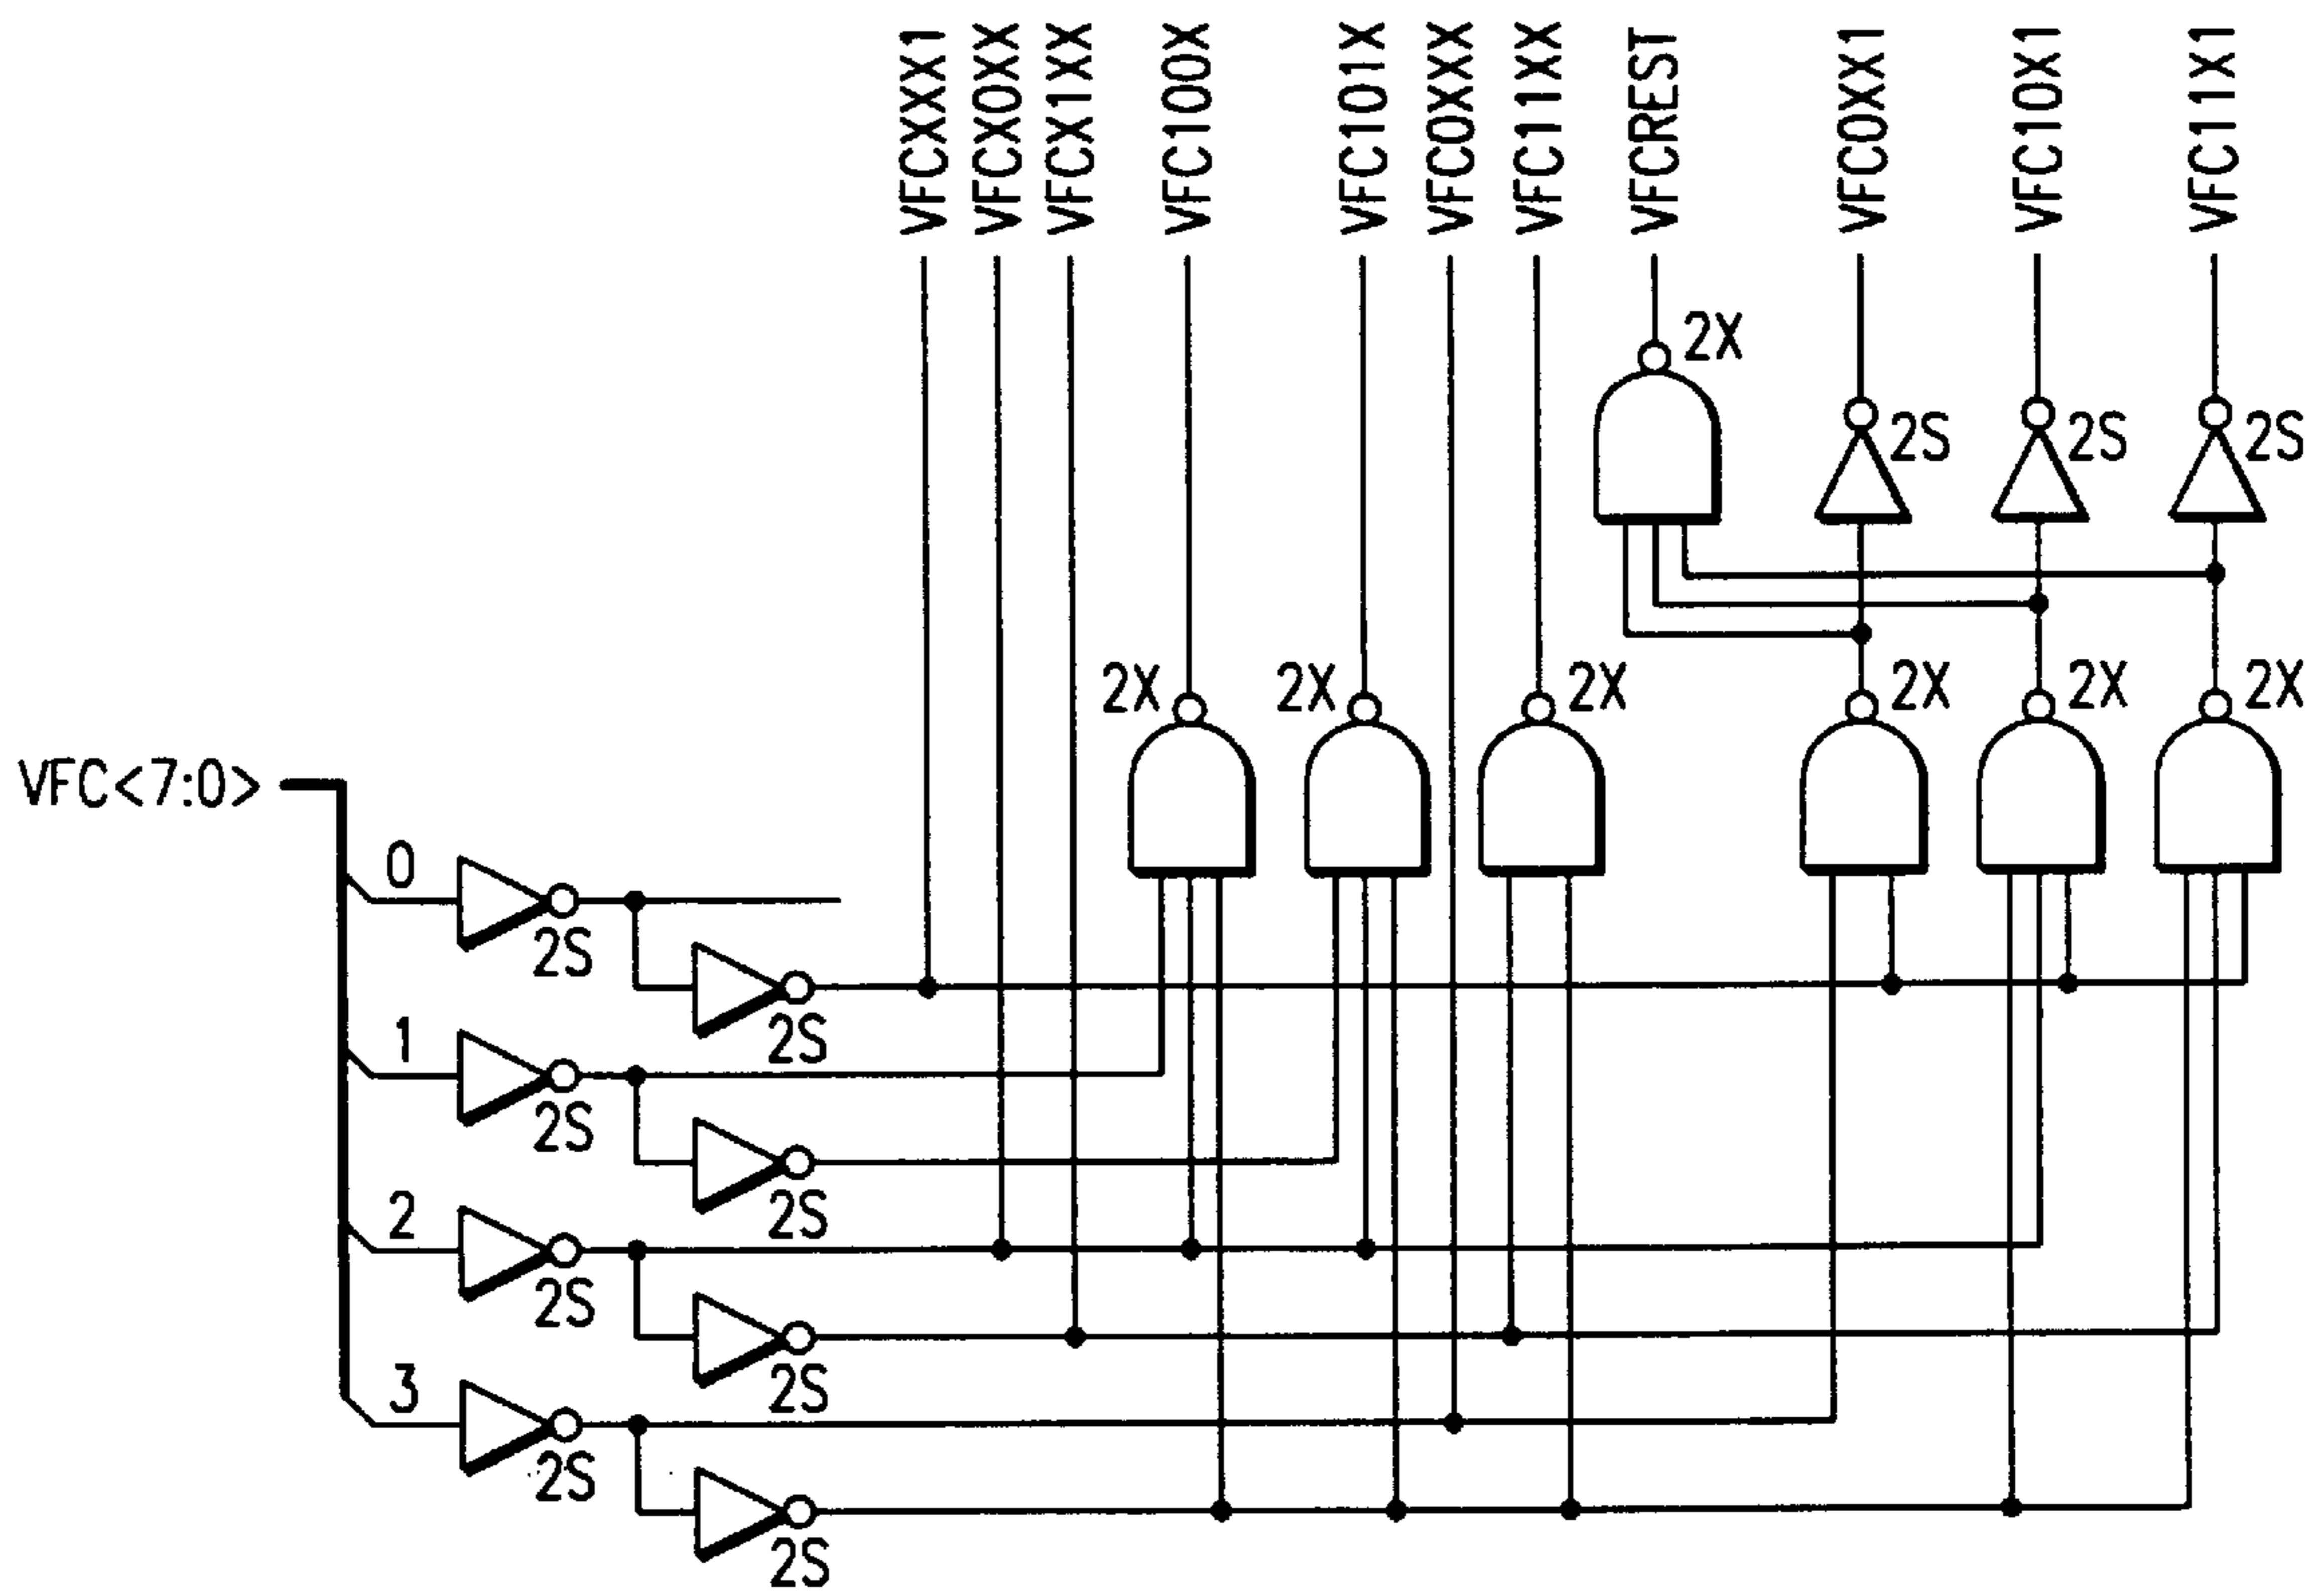 VFCXXX1
VFCX0XX
VFCX1XX
VFC100X
VFC101X
VFC0XXX
VFC11XX
VFCREST
VFC0XX1
VFC10X1
VFC11X1
2X
2S
2S
2S
2X
2X
2X
2X
2X
2X
VFC<7:0>
0
2S
2S
1
2S
2S
2
2S
2S
3
2S
2S